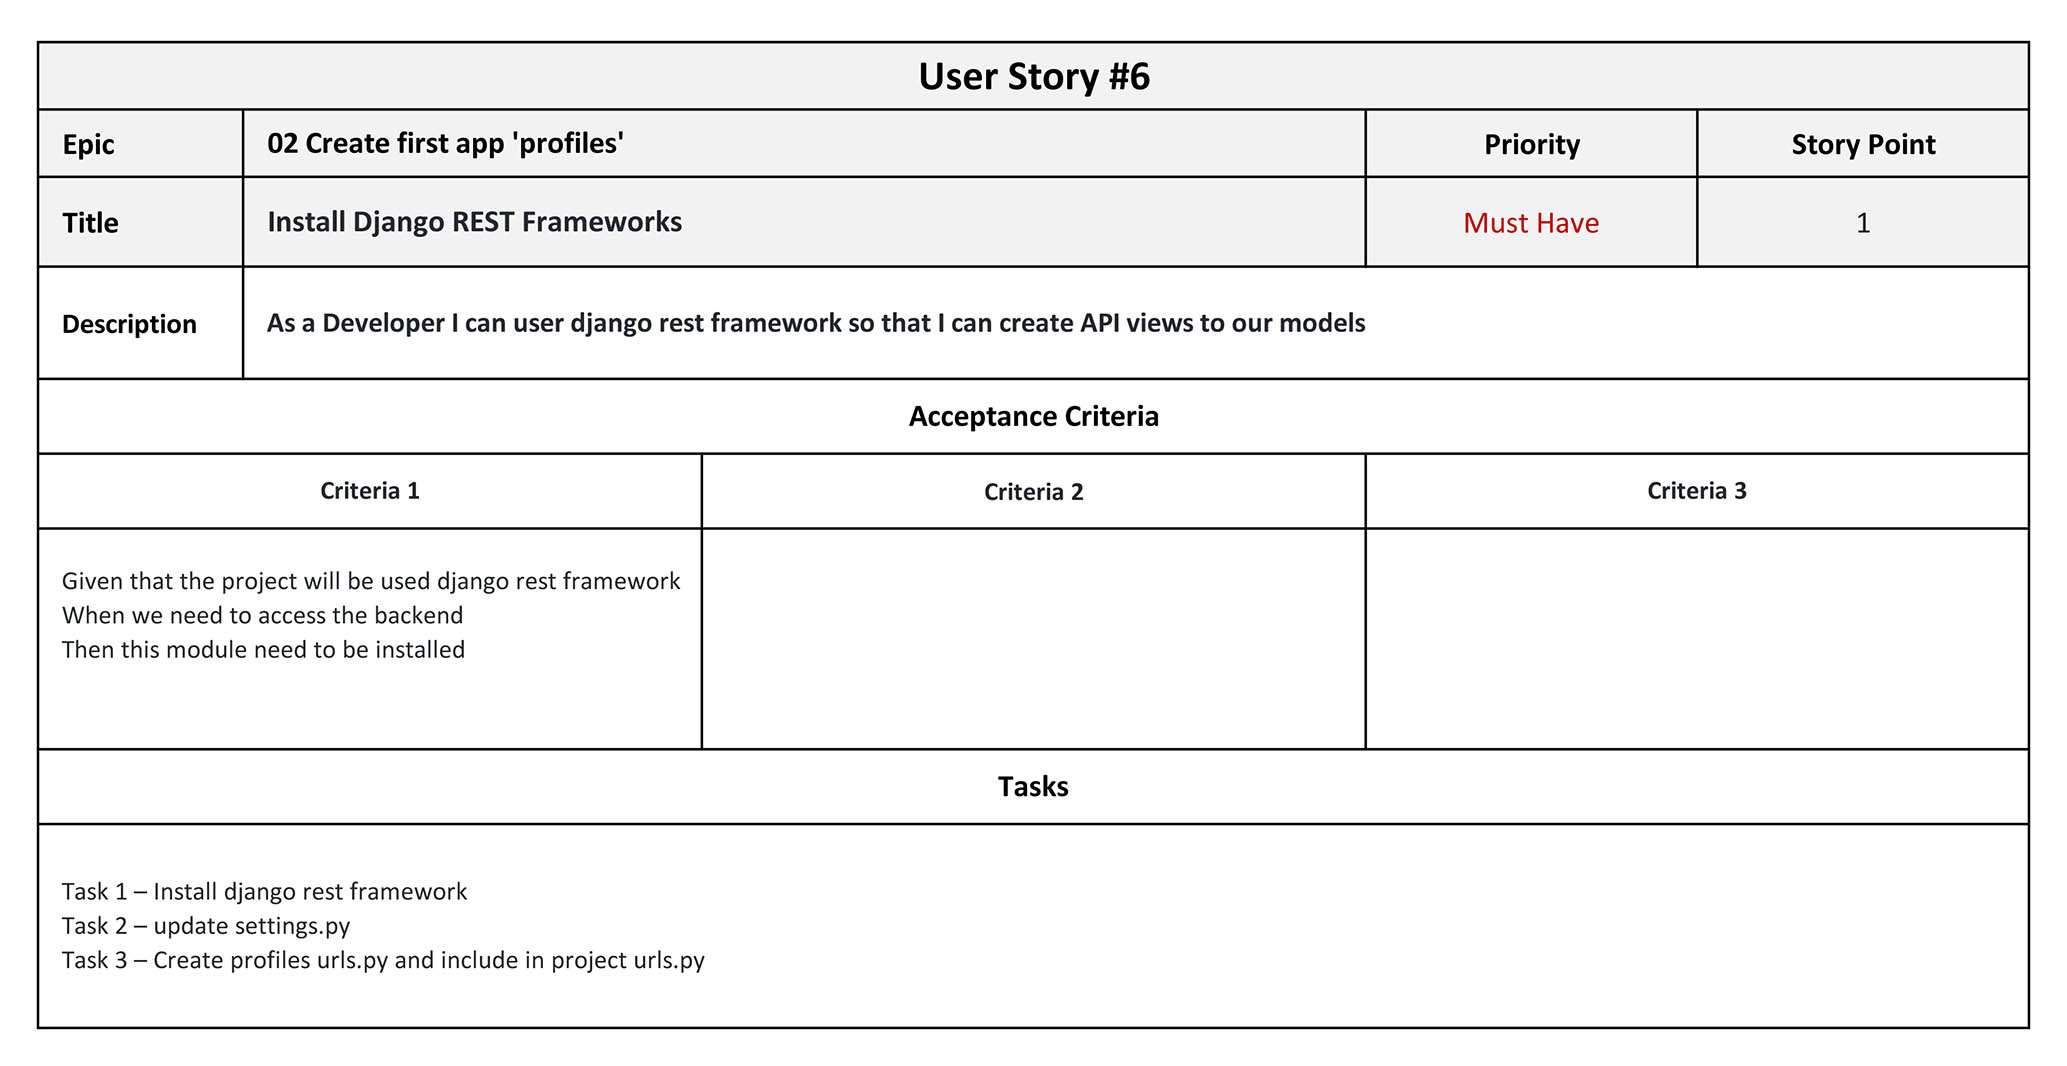 User Story #6
Epic
02 Create first app 'profiles'
Priority
Story Point
Title
Install Django REST Frameworks
Must Have
1
Description
As a Developer I can user django rest framework so that I can create API views to our models
Acceptance Criteria
Criteria 1
Criteria 2
Criteria 3
Given that the project will be used django rest framework
When we need to access the backend
Then this module need to be installed
Tasks
Task 1 – Install django rest framework
Task 2 – update settings.py
Task 3 – Create profiles urls.py and include in project urls.py